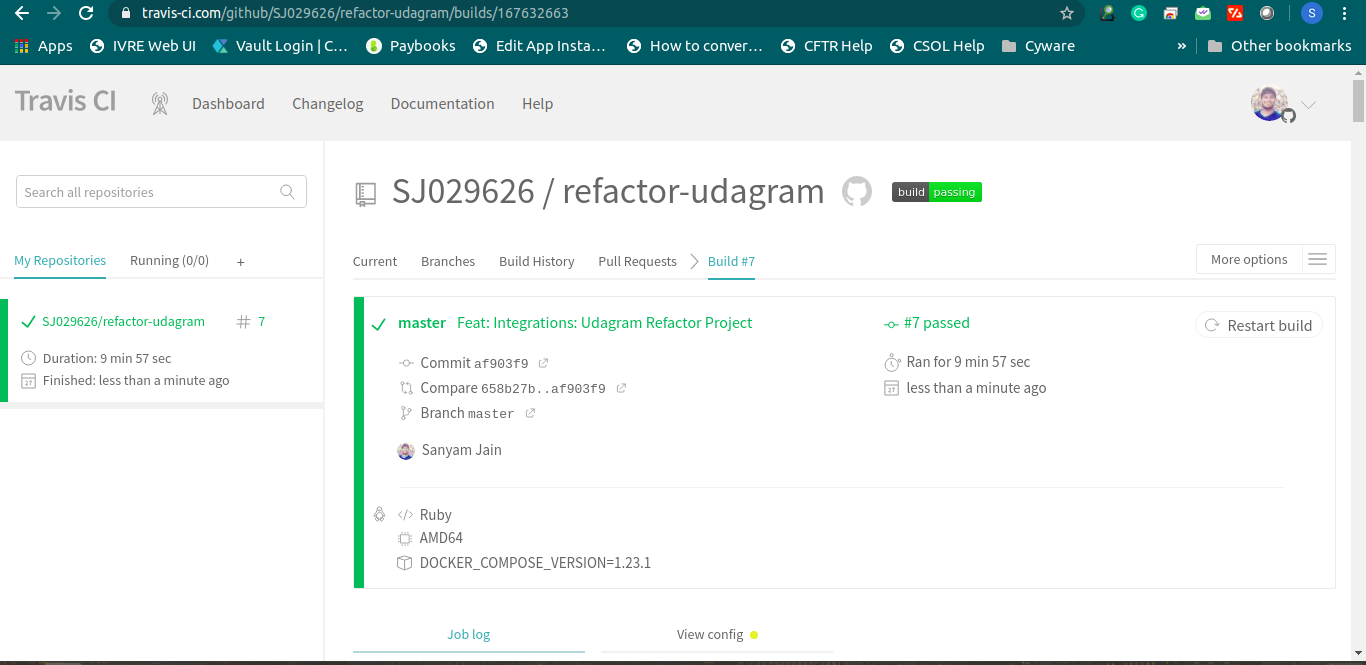 travis-ci.com/github/SJ029626/refactor-udagram/builds/167632663
S
Apps IVRE Web UI Vault Login | C... Paybooks Edit App Insta... How to conver... CFTR Help CSOL Help Cyware » Other bookmarks
Travis CI Dashboard Changelog Documentation Help
Search all repositories
SJ029626 / refactor-udagram build passing
My Repositories Running (0/0) +
Current Branches Build History Pull Requests Build #7 More options
SJ029626/refactor-udagram # 7
Duration: 9 min 57 sec
Finished: less than a minute ago
master Feat: Integrations: Udagram Refactor Project #7 passed Restart build
Commit af903f9 Ran for 9 min 57 sec
Compare 658b27b..af903f9 less than a minute ago
Branch master
Sanyam Jain
</> Ruby
AMD64
DOCKER_COMPOSE_VERSION=1.23.1
Job log View config